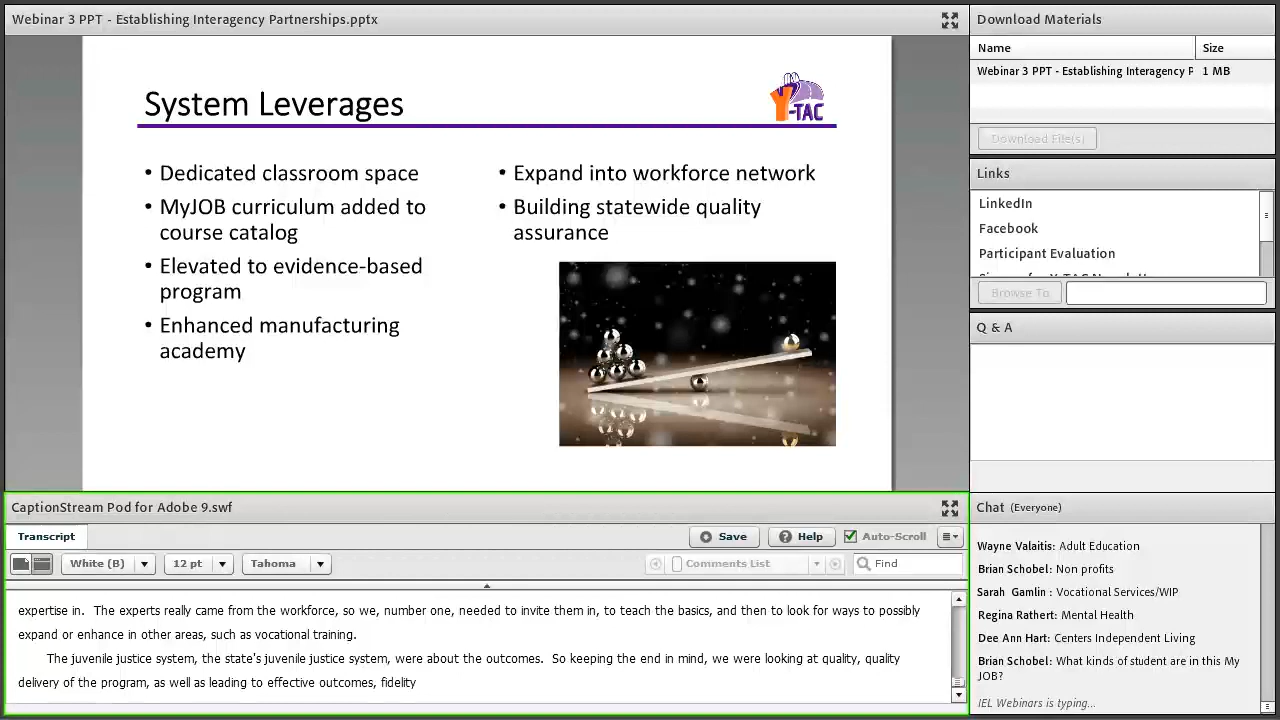 Webinar 3 PPT - Establishing Interagency Partnerships.pptx
System Leverages
Y-TAC
• Dedicated classroom space
• MyJOB curriculum added to
course catalog
• Elevated to evidence-based
program
• Enhanced manufacturing
academy
• Expand into workforce network
• Building statewide quality
assurance
CaptionStream Pod for Adobe 9.swf
Transcript
Save
Help
Auto-Scroll
White (B)
12 pt
Tahoma
Comments List
Find
expertise in. The experts really came from the workforce, so we, number one, needed to invite them in, to teach the basics, and then to look for ways to possibly
expand or enhance in other areas, such as vocational training.
The juvenile justice system, the state's juvenile justice system, were about the outcomes. So keeping the end in mind, we were looking at quality, quality
delivery of the program, as well as leading to effective outcomes, fidelity
Download Materials
Name Size
Webinar 3 PPT - Establishing Interagency P 1 MB
Download File(s)
Links
LinkedIn
Facebook
Participant Evaluation
Browse To
Q & A
Chat (Everyone)
Wayne Valaitis: Adult Education
Brian Schobel: Non profits
Sarah Gamlin : Vocational Services/WIP
Regina Rathert: Mental Health
Dee Ann Hart: Centers Independent Living
Brian Schobel: What kinds of student are in this My
JOB?
IEL Webinars is typing...